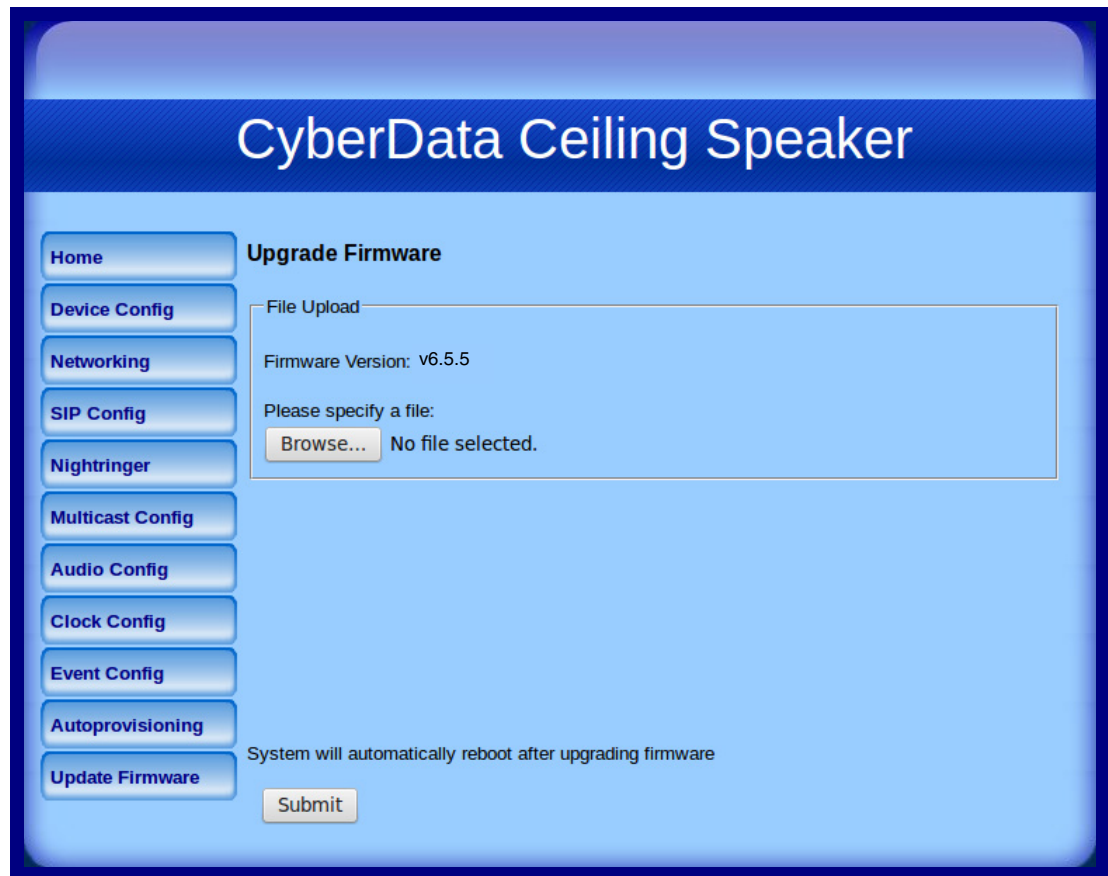 CyberData Ceiling Speaker
Home
Device Config
Networking
SIP Config
Nightringer
Multicast Config
Audio Config
Clock Config
Event Config
Autoprovisioning
Update Firmware
Upgrade Firmware
File Upload
Firmware Version: v6.5.5
Please specify a file:
Browse... No file selected.
System will automatically reboot after upgrading firmware
Submit